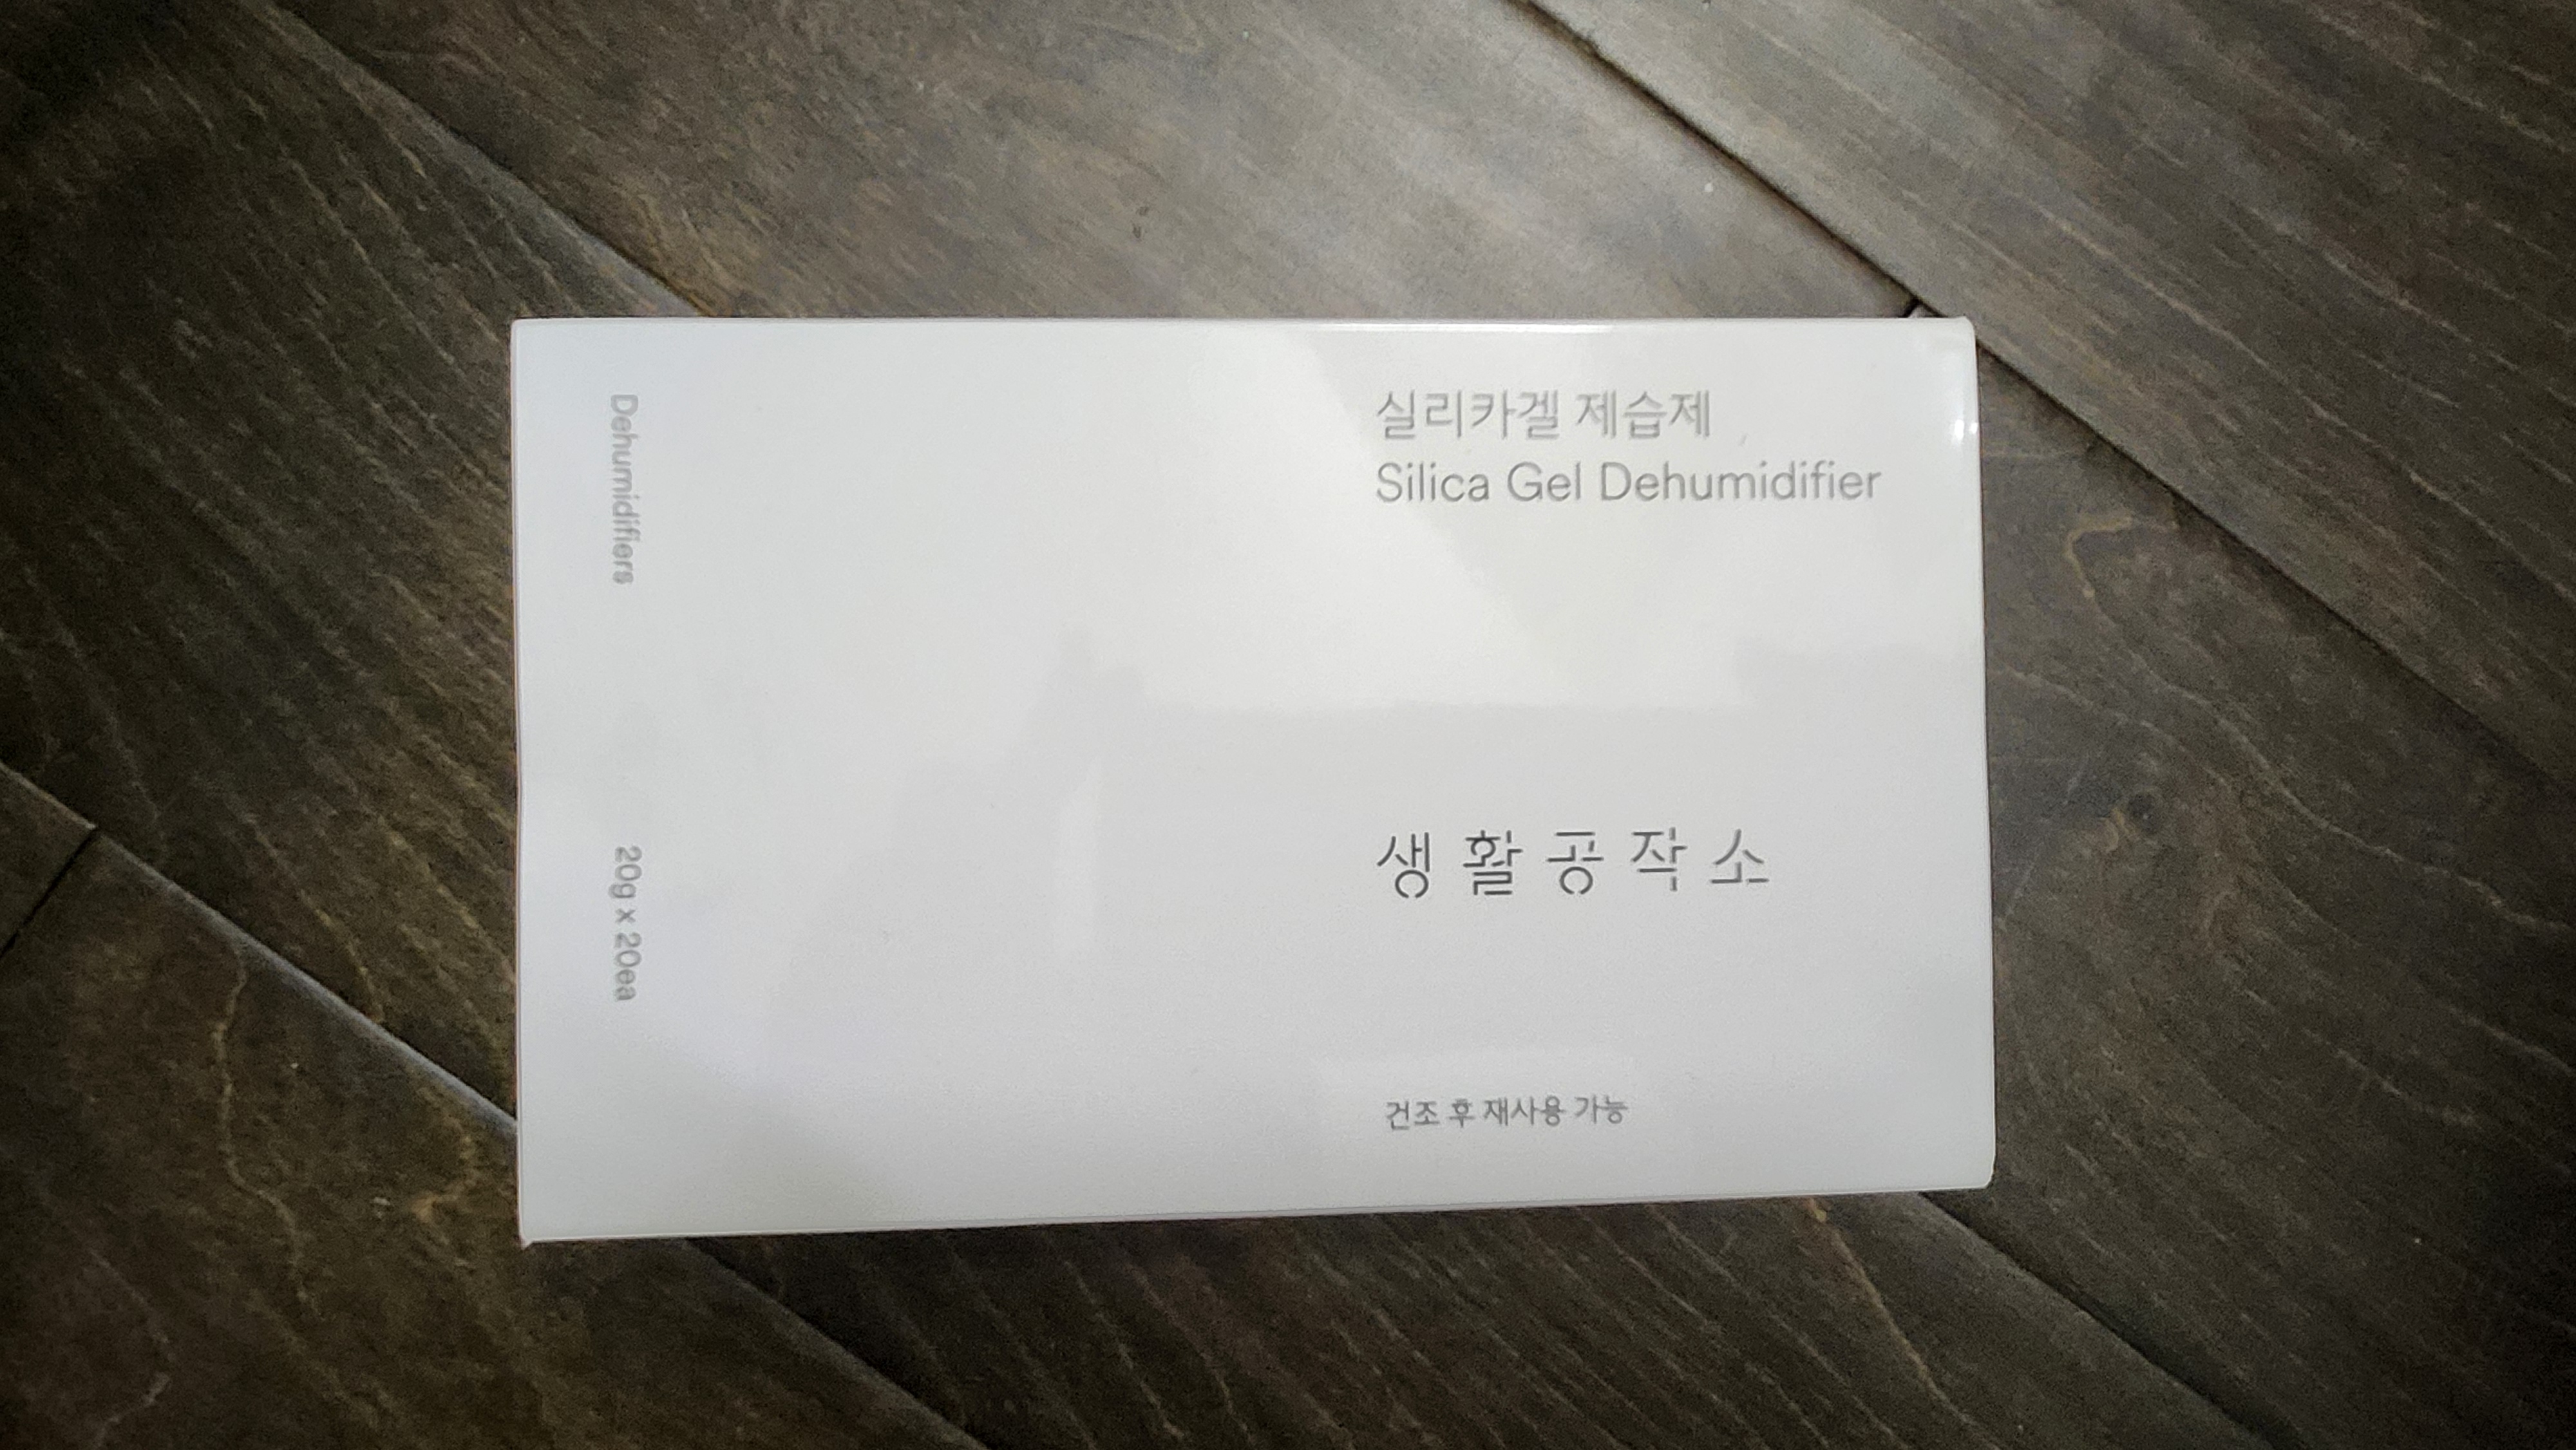 실리카겔 제습제
Silica Gel Dehumidifier
생활공작소
건조 후 재사용 가능
Dehumidifiers
20g x 20ea